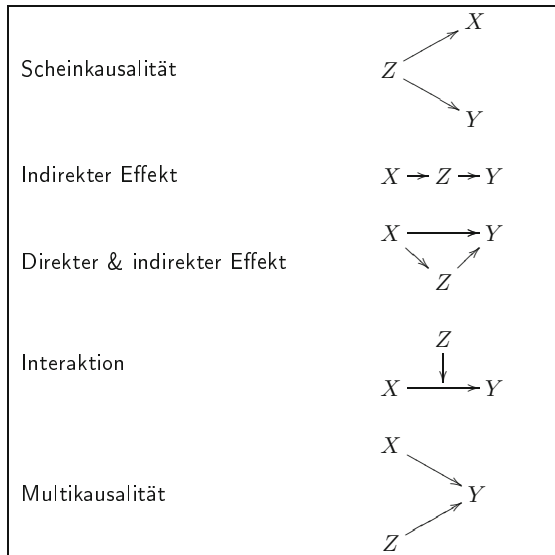 X
Scheinkausalität Z
Y
Indirekter Effekt X Z Y
X Y
Direkter & indirekter Effekt
Z
Z
Interaktion
X Y
X
Multikausalität Y
Z